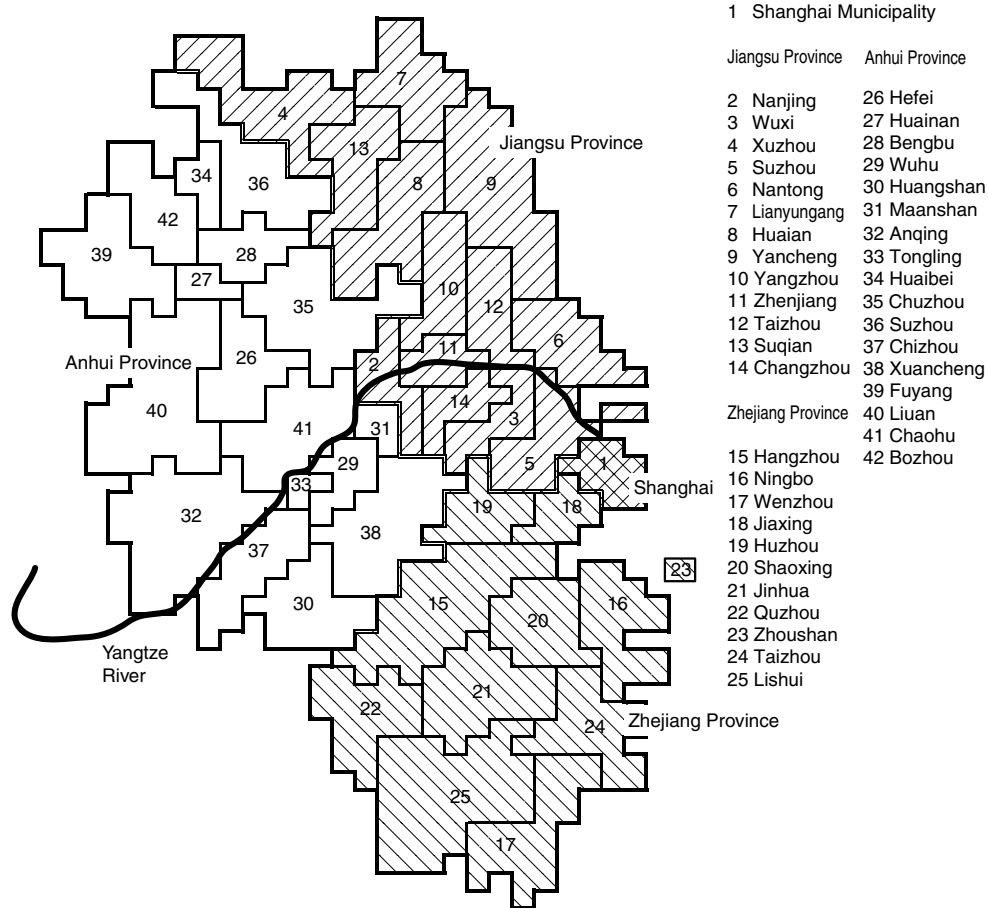 1 Shanghai Municipality
Jiangsu Province
2 Nanjing
3 Wuxi
4 Xuzhou
5 Suzhou
6 Nantong
7 Lianyungang
8 Huaian
9 Yancheng
10 Yangzhou
11 Zhenjiang
12 Taizhou
13 Suqian
14 Changzhou
Zhejiang Province
15 Hangzhou
16 Ningbo
17 Wenzhou
18 Jiaxing
19 Huzhou
20 Shaoxing
21 Jinhua
22 Quzhou
23 Zhoushan
24 Taizhou
25 Lishui
Anhui Province
26 Hefei
27 Huainan
28 Bengbu
29 Wuhu
30 Huangshan
31 Maanshan
32 Anqing
33 Tongling
34 Huaibei
35 Chuzhou
36 Suzhou
37 Chizhou
38 Xuancheng
39 Fuyang
40 Liuan
41 Chaohu
42 Bozhou
7
4
13
Jiangsu Province
34
36
8
9
42
39
28
27
10
35
12
6
11
Anhui Province
26
2
14
40
3
41
31
29
5
1
33
Shanghai
32
19
18
38
37
23
30
15
16
20
Yangtze
River
21
22
24
Zhejiang Province
25
17